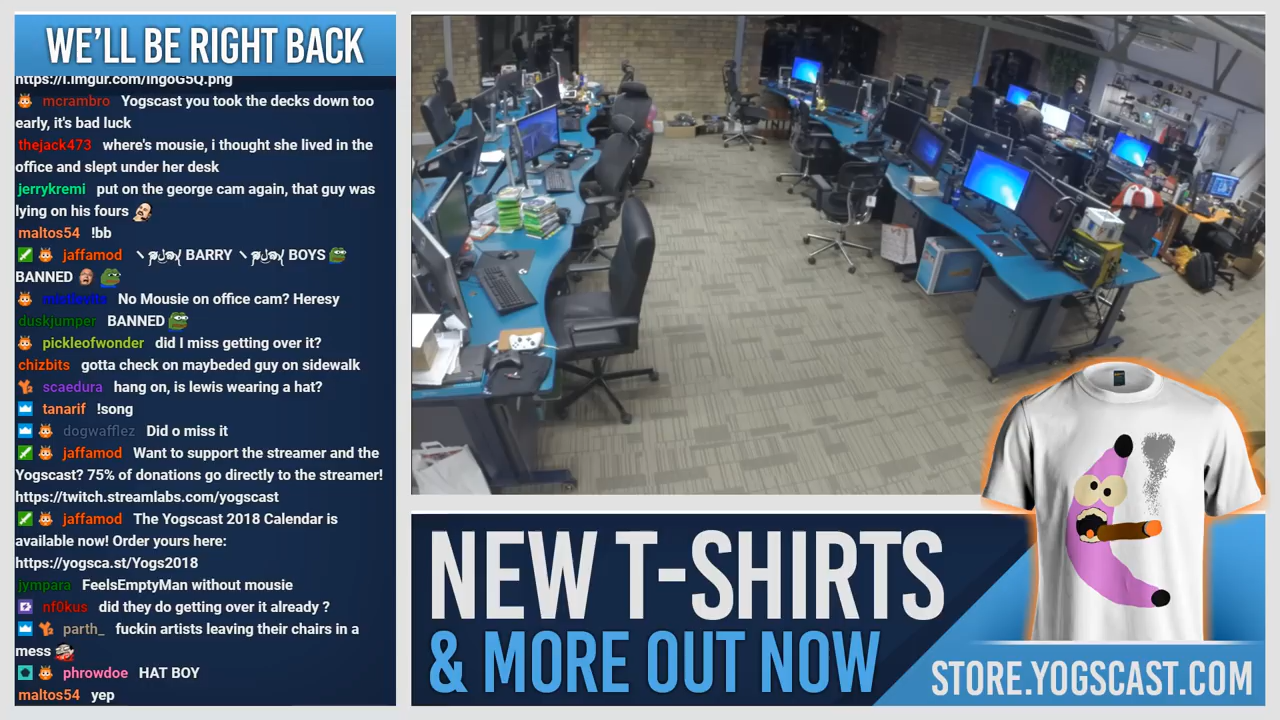 WE'LL BE RIGHT BACK
https://i.imgur.com/ingoG5Q.png
mcrambro Yogscast you took the decks down too
early, it's bad luck
thejack473 where's mousie, i thought she lived in the
office and slept under her desk
jerrykremi put on the george cam again, that guy was
lying on his fours
maltos54 !bb
jaffamod BARRY BOYS
BANNED
No Mousie on office cam? Heresy
duskjumper BANNED
pickleofwonder did I miss getting over it?
chizbits gotta check on maybeded guy on sidewalk
scaedura hang on, is lewis wearing a hat?
tanarif !song
dogwafflez Did o miss it
jaffamod Want to support the streamer and the
Yogscast? 75% of donations go directly to the streamer!
https://twitch.streamlabs.com/yogscast
jaffamod The Yogscast 2018 Calendar is
available now! Order yours here:
https://yogsca.st/Yogs2018
jympara FeelsEmptyMan without mousie
nf0kus did they do getting over it already ?
parth_ fuckin artists leaving their chairs in a
mess
phrowdoe HAT BOY
maltos54 yep
NEW T-SHIRTS
& MORE OUT NOW
STORE.YOGSCAST.COM